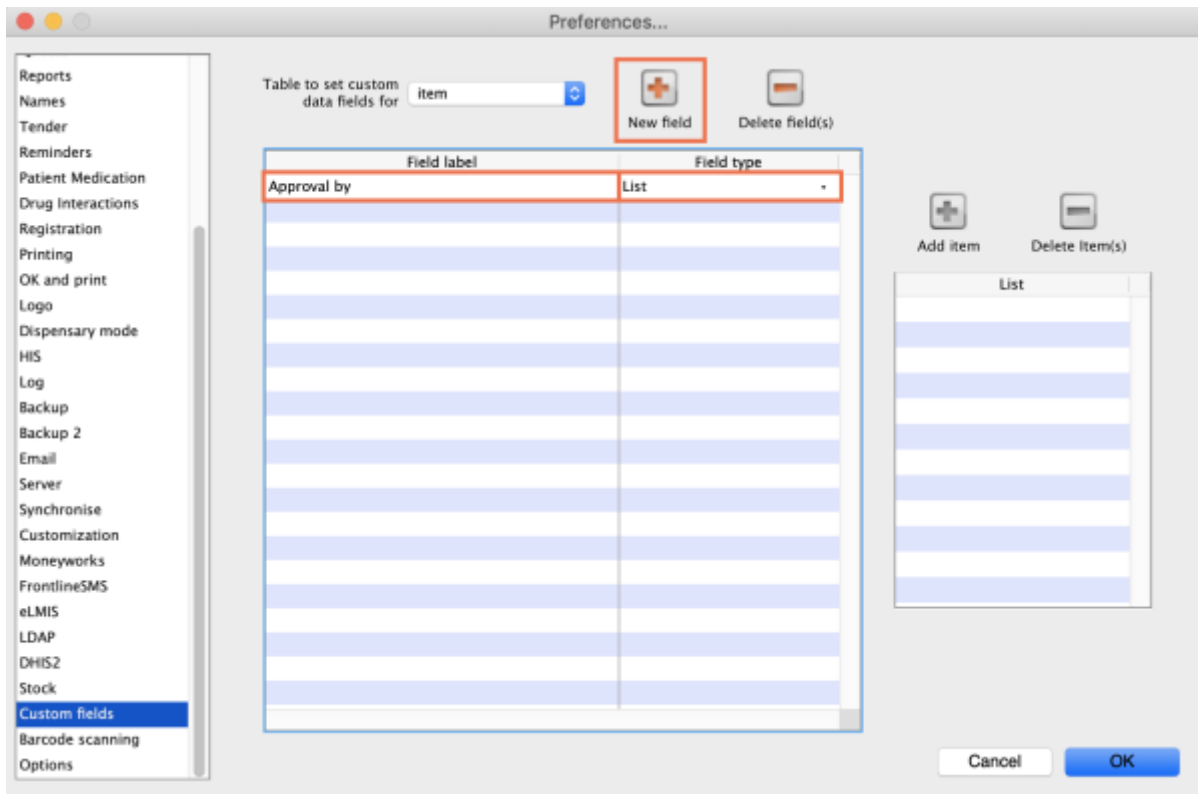 Preferences...
Reports
Names
Tender
Reminders
Patient Medication
Drug Interactions
Registration
Printing
OK and print
Logo
Dispensary mode
HIS
Log
Backup
Backup 2
Email
Server
Synchronise
Customization
Moneyworks
FrontlineSMS
eLMIS
LDAP
DHIS2
Stock
Custom fields
Barcode scanning
Options
Table to set custom
data fields for
item
New field
Delete field(s)
Field label Field type
Approval by List
Add item
Delete Item(s)
List
Cancel
OK